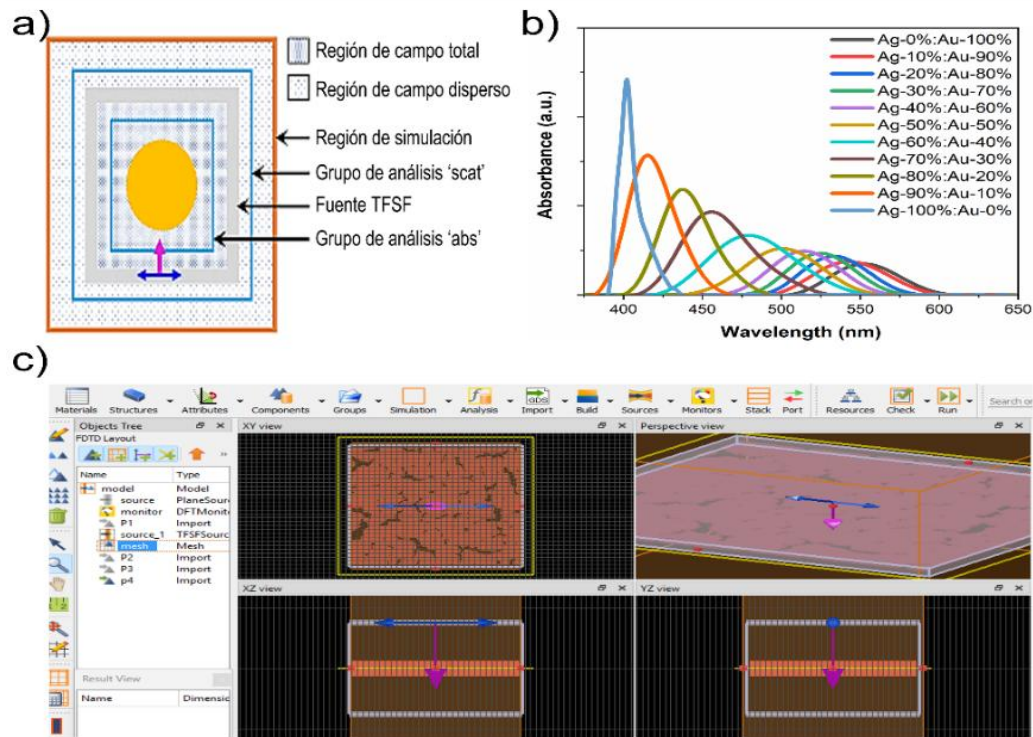 a)
Región de campo total
Región de campo disperso
Región de simulación
Grupo de análisis 'scat'
Fuente TFSF
Grupo de análisis 'abs'
b)
Absorbance (a.u.)
Ag-0%:Au-100%
Ag-10%:Au-90%
Ag-20%:Au-80%
Ag-30%:Au-70%
Ag-40%:Au-60%
Ag-50%:Au-50%
Ag-60%:Au-40%
Ag-70%:Au-30%
Ag-80%:Au-20%
Ag-90%:Au-10%
Ag-100%:Au-0%
400 450 500 550 600 650
Wavelength (nm)
c)
Materials Structures Attributes Components Groups Simulation Analysis Import Build Sources Monitors Stack Port Resources Check Run Search or
GDS
Objects Tree
FDTD Layout
Name Type
model Model
source PlaneSour
monitor DFTMonit
P1 Import
source_1 TFSFSourc
mesh Mesh
P2 Import
P3 Import
p4 Import
Result View
Name Dimensio
XY view
Perspective view
XZ view
YZ view